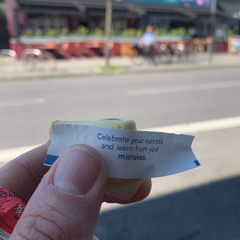 Celebrate your success
and learn from your
mistakes.